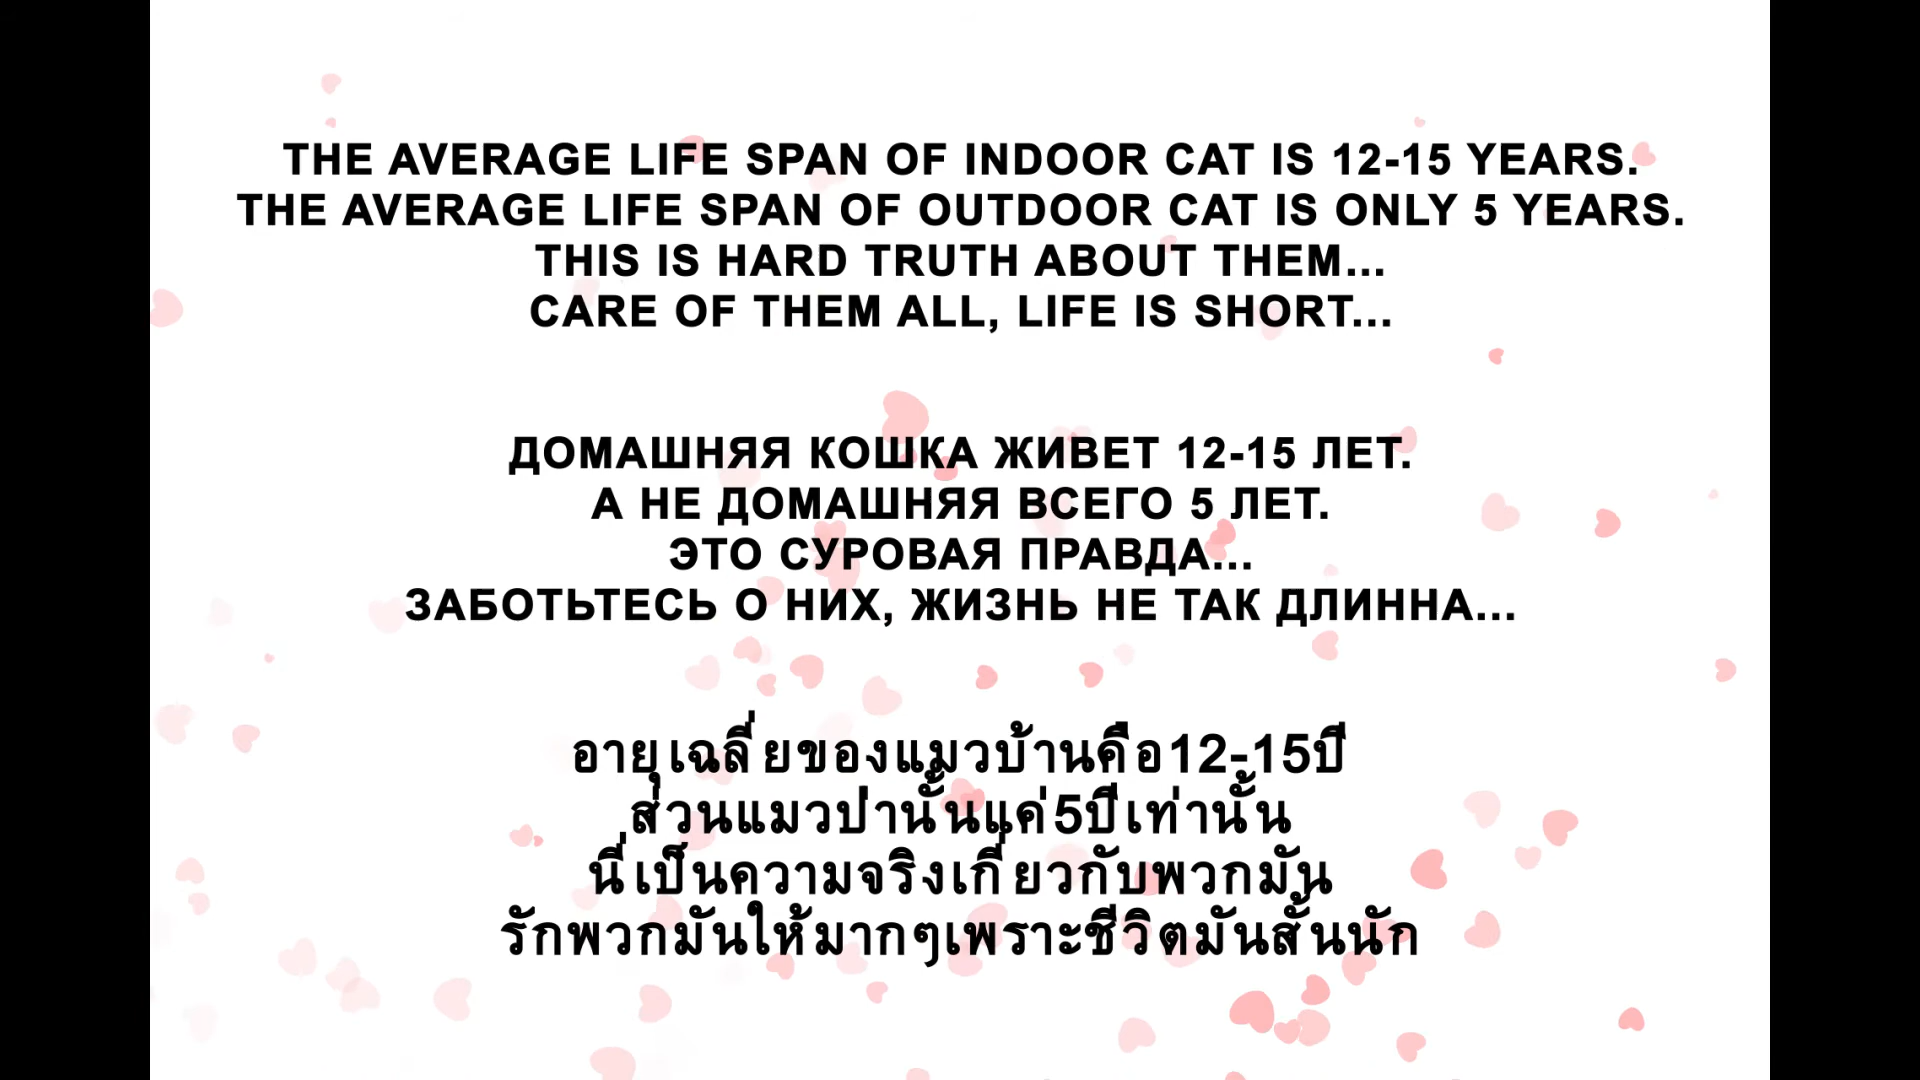 THE AVERAGE LIFE SPAN OF INDOOR CAT IS 12-15 YEARS.
THE AVERAGE LIFE SPAN OF OUTDOOR CAT IS ONLY 5 YEARS.
THIS IS HARD TRUTH ABOUT THEM...
CARE OF THEM ALL, LIFE IS SHORT...
ДОМАШНЯЯ КОШКА ЖИВЕТ 12-15 ЛЕТ.
А НЕ ДОМАШНЯЯ ВСЕГО 5 ЛЕТ.
ЭТО СУРОВАЯ ПРАВДА...
ЗАБОТЬТЕСЬ О НИХ, ЖИЗНЬ НЕ ТАК ДЛИННА...
อายุเฉลี่ยของแมวบ้านคือ12-15ปี
ส่วนแมวป่านั้นแค่5ปีเท่านั้น
นี่เป็นความจริงเกี่ยวกับพวกมัน
รักพวกมันให้มากๆเพราะชีวิตมันสั้นนัก